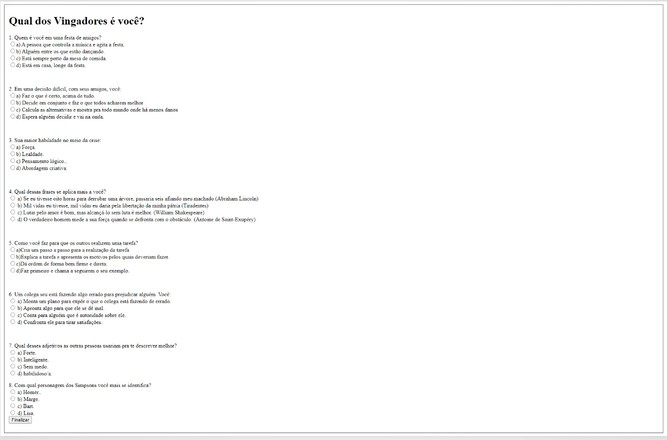 Qual dos Vingadores é você?
1. Quem é você em uma festa de amigos?
a) A pessoa que controla a música e agita a festa.
b) Alguém entre os que estão dançando
c) Está sempre perto da mesa de comida
d) Está em casa, longe da festa
2. Em uma decisão difícil, com seus amigos, você:
a) Faz o que é certo, acima de tudo.
b) Decide em conjunto e faz o que todos acharem melhor
c) Calcula as alternativas e mostra pra todo mundo onde há menos danos
d) Espera alguém decidir e vai na onda.
3. Sua maior habilidade no meio da crise:
a) Força.
b) Lealdade.
c) Pensamento lógico.
d) Abordagem criativa
4. Qual dessas frases se aplica mais a você?
a) Se eu tivesse oito horas para derrubar uma árvore, passaria seis afiando meu machado (Abraham Lincoln)
b) Mil vidas eu tivesse, mil vidas eu daria pela libertação da minha pátria (Tiradentes)
c) Lutar pelo amor é bom, mas alcançá-lo sem luta é melhor. (William Shakespeare)
d) O verdadeiro homem mede a sua força quando se defronta com o obstáculo. (Antoine de Saint-Exupéry)
5. Como você faz para que os outros realizem uma tarefa?
a)Cria um passo a passo para a realização da tarefa
b)Explica a tarefa e apresenta os motivos pelos quais deveriam fazer.
c)Dá ordem de forma bem firme e direta
d)Faz primeiro e chama a seguirem o seu exemplo.
6. Um colega seu está fazendo algo errado para prejudicar alguém. Você:
a) Monta um plano para expôr o que o colega está fazendo de errado.
b) Apronta algo para que ele se dê mal.
c) Conta para alguém que é autoridade sobre ele.
d) Confronta ele para tirar satisfações.
7. Qual desses adjetivos as outras pessoas usariam pra te descrever melhor?
a) Forte.
b) Inteligente.
c) Sem medo.
d) habilidoso/a.
8. Com qual personagem dos Simpsons você mais se identifica?
a) Homer.
b) Marge.
c) Bart.
d) Lisa.
Finalizar